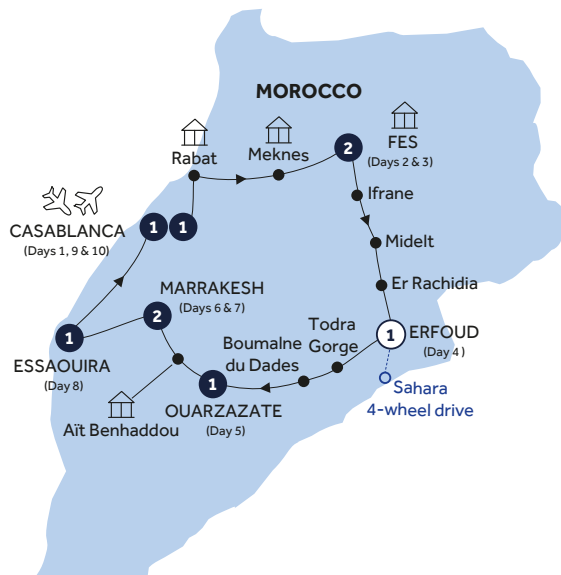 MOROCCO
FES
(Days 2 & 3)
2
Rabat
Meknes
Ifrane
CASABLANCA
(Days 1, 9 & 10)
1
1
Midelt
Er Rachidia
MARRAKESH
(Days 6 & 7)
2
1
ESSAOUIRA
(Day 8)
Todra
Gorge
1
ERFOUD
(Day 4)
Boumalne
du Dades
1
OUARZAZATE
(Day 5)
Aït Benhaddou
Sahara
4-wheel drive